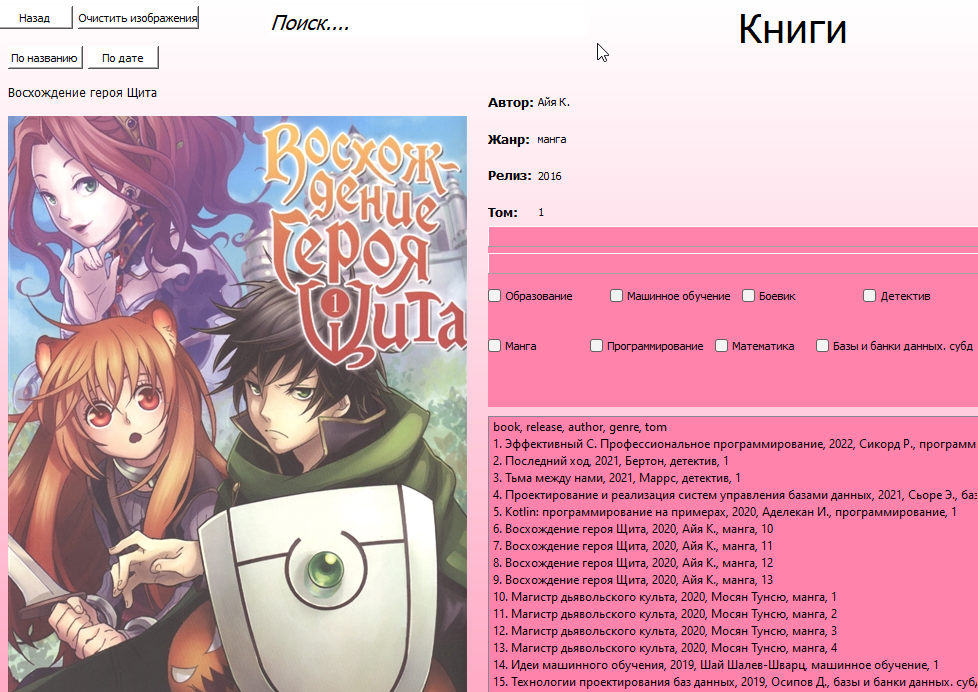 Назад
Очистить изображения
Поиск....
Книги
По названию
По дате
Восхождение героя Щита
Восхож-
дение
Героя
1
Щита
Автор: Айя К.
Жанр: манга
Релиз: 2016
Том: 1
Образование
Машинное обучение
Боевик
Детектив
Манга
Программирование
Математика
Базы и банки данных. субд
book, release, author, genre, tom
1. Эффективный C. Профессиональное программирование, 2022, Сикорд Р., программ
2. Последний ход, 2021, Бертон, детектив, 1
3. Тьма между нами, 2021, Маррс, детектив, 1
4. Проектирование и реализация систем управления базами данных, 2021, Сьоре Э., баз
5. Kotlin: программирование на примерах, 2020, Аделекан И., программирование, 1
6. Восхождение героя Щита, 2020, Айя К., манга, 10
7. Восхождение героя Щита, 2020, Айя К., манга, 11
8. Восхождение героя Щита, 2020, Айя К., манга, 12
9. Восхождение героя Щита, 2020, Айя К., манга, 13
10. Магистр дьявольского культа, 2020, Мосян Тунсю, манга, 1
11. Магистр дьявольского культа, 2020, Мосян Тунсю, манга, 2
12. Магистр дьявольского культа, 2020, Мосян Тунсю, манга, 3
13. Магистр дьявольского культа, 2020, Мосян Тунсю, манга, 4
14. Идеи машинного обучения, 2019, Шай Шалев-Шварц, машинное обучение, 1
15. Технологии проектирования баз данных, 2019, Осипов Д., базы и банки данных. субд,